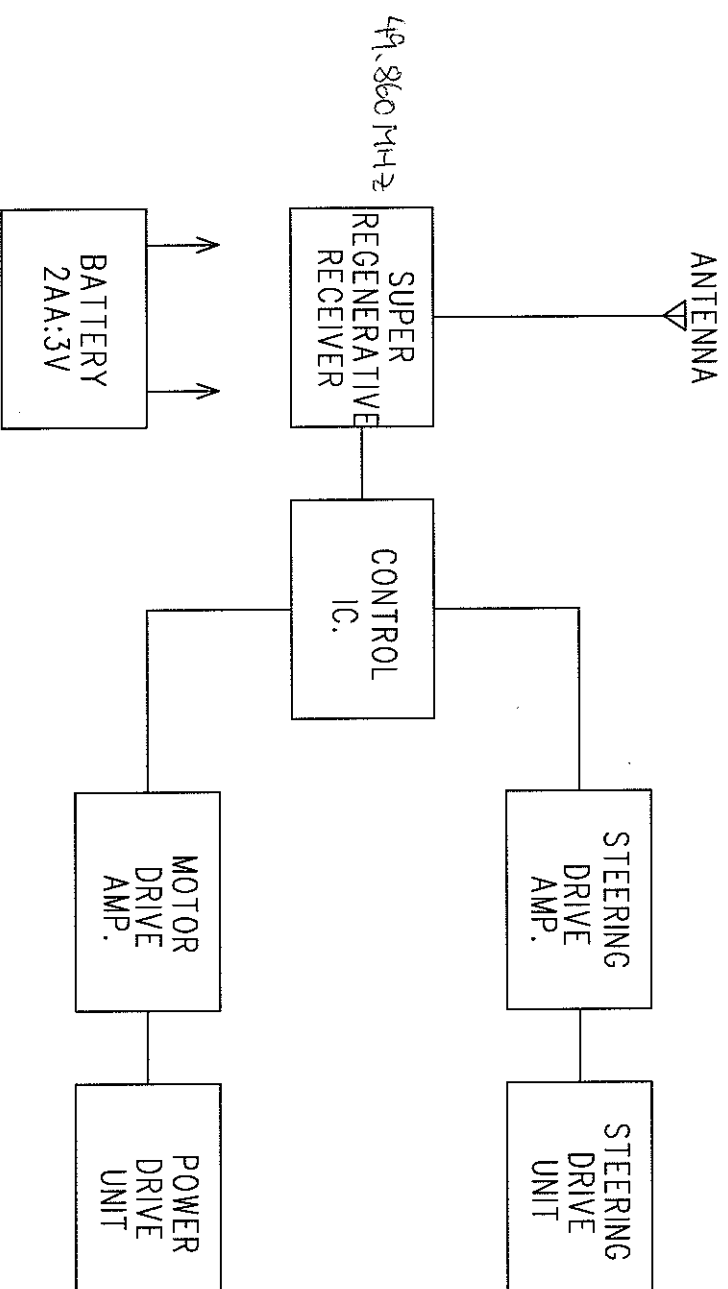 ANTENNA
49.860 MHz
SUPER
REGENERATIVE
RECEIVER
CONTROL
IC.
STEERING
DRIVE
AMP.
STEERING
DRIVE
UNIT
MOTOR
DRIVE
AMP.
POWER
DRIVE
UNIT
BATTERY
2AA:3V